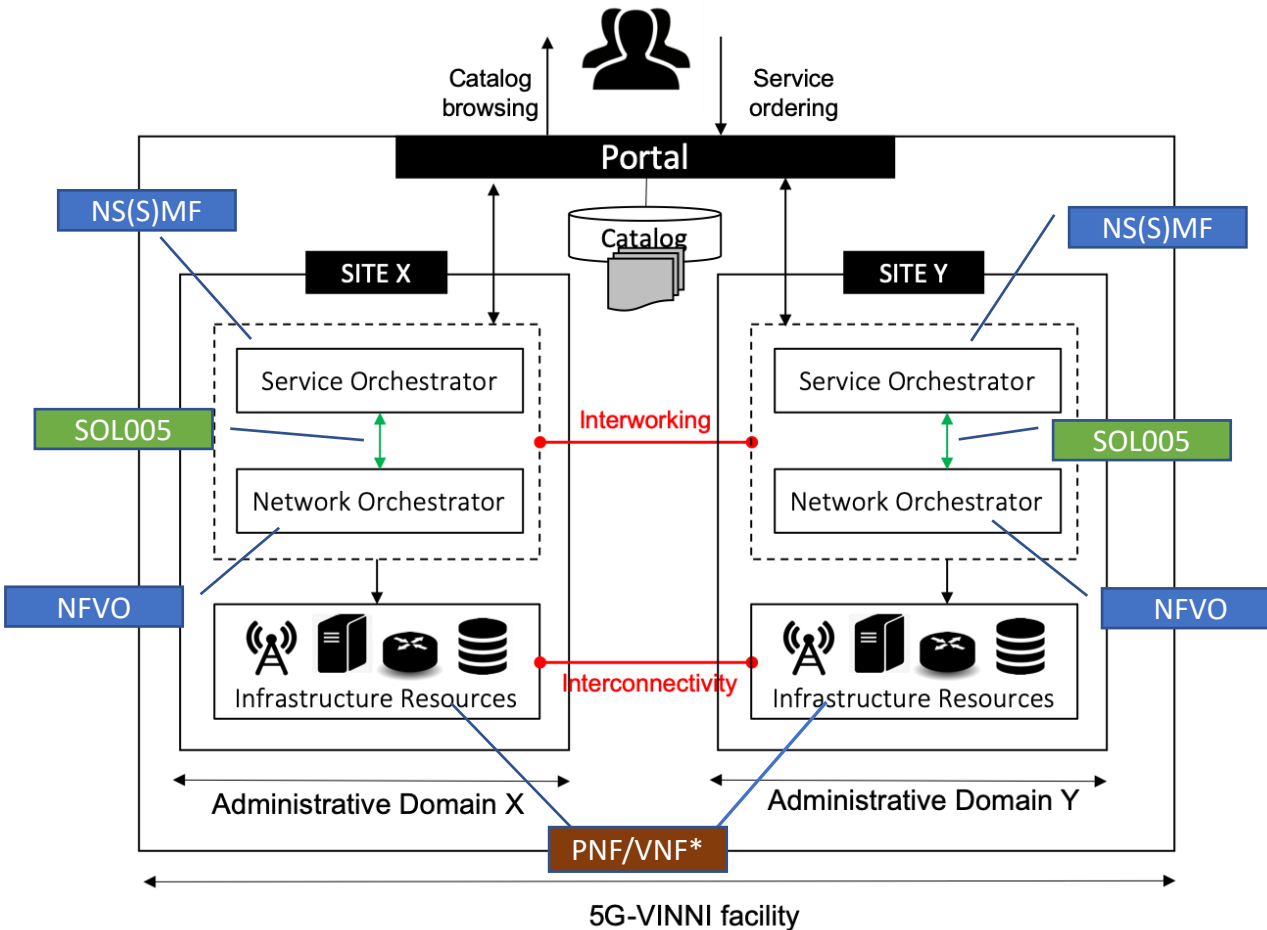 Catalog
browsing
Service
ordering
Portal
NS(S)MF
NS(S)MF
Catalog
SITE X
SITE Y
Service Orchestrator
Service Orchestrator
SOL005
Interworking
SOL005
Network Orchestrator
Network Orchestrator
NFVO
NFVO
Interconnectivity
Infrastructure Resources
Infrastructure Resources
Administrative Domain X
Administrative Domain Y
PNF/VNF*
5G-VINNI facility